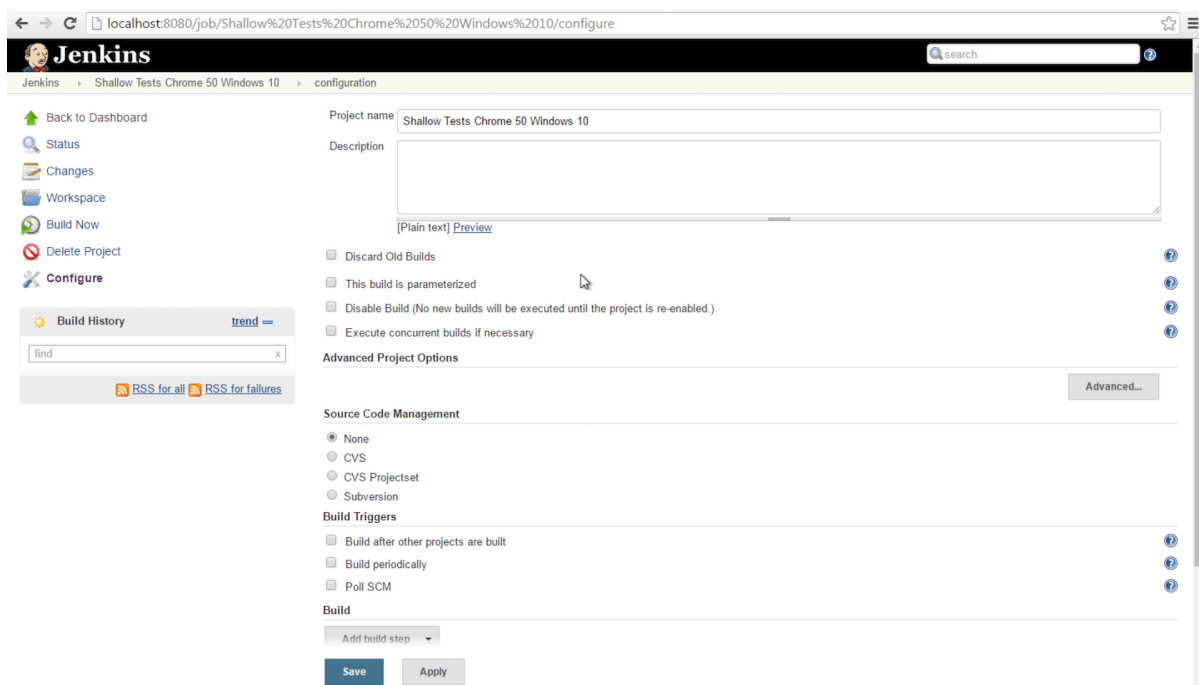 localhost:8080/job/Shallow%20Tests%20Chrome%2050%20Windows%2010/configure
Jenkins
search
Jenkins Shallow Tests Chrome 50 Windows 10 configuration
Back to Dashboard
Status
Changes
Workspace
Build Now
Delete Project
Configure
Build History trend
find x
RSS for all RSS for failures
Project name Shallow Tests Chrome 50 Windows 10
Description
[Plain text] Preview
Discard Old Builds
This build is parameterized
Disable Build (No new builds will be executed until the project is re-enabled.)
Execute concurrent builds if necessary
Advanced Project Options
Advanced...
Source Code Management
None
CVS
CVS Projectset
Subversion
Build Triggers
Build after other projects are built
Build periodically
Poll SCM
Build
Add build step
Save Apply